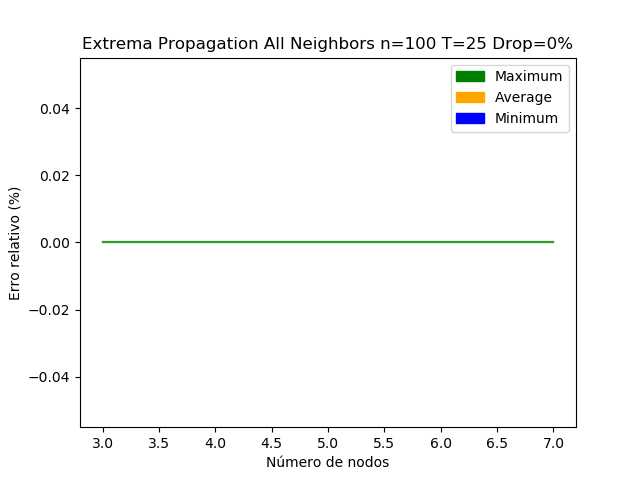 Extrema Propagation All Neighbors n=100 T=25 Drop=0%
Maximum
Average
Minimum
0.04
0.02
0.00
−0.02
−0.04
Erro relativo (%)
3.0 3.5 4.0 4.5 5.0 5.5 6.0 6.5 7.0
Número de nodos